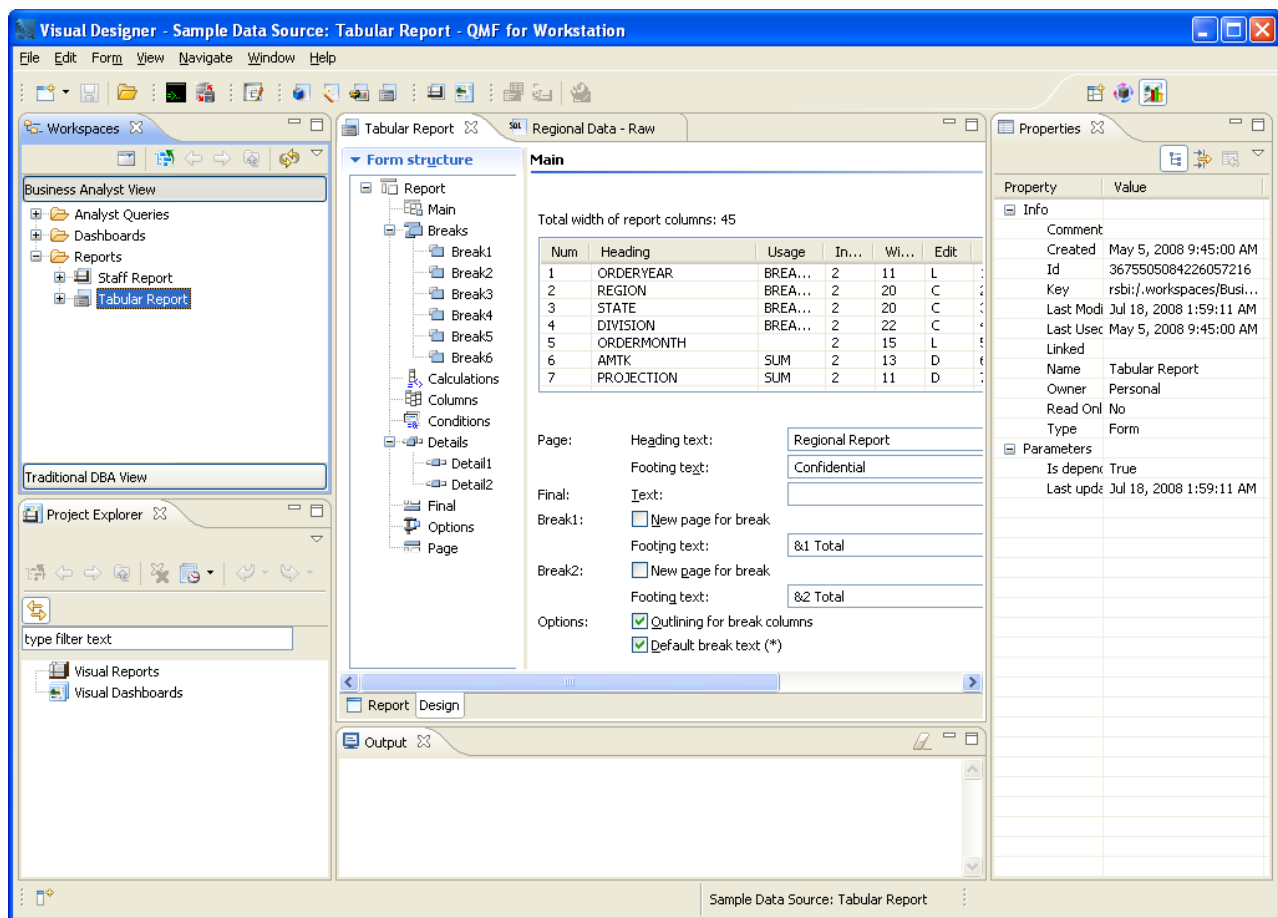 Visual Designer - Sample Data Source: Tabular Report - QMF for Workstation
File Edit Form View Navigate Window Help
Workspaces
Business Analyst View
Analyst Queries
Dashboards
Reports
Staff Report
Tabular Report
Traditional DBA View
Project Explorer
type filter text
Visual Reports
Visual Dashboards
Tabular Report
SQL Regional Data - Raw
Form structure
Report
Main
Breaks
Break1
Break2
Break3
Break4
Break5
Break6
Calculations
Columns
Conditions
Details
Detail1
Detail2
Final
Options
Page
Main
Total width of report columns: 45
Num Heading Usage In... Wi... Edit
1 ORDERYEAR BREA... 2 11 L
2 REGION BREA... 2 20 C
3 STATE BREA... 2 20 C
4 DIVISION BREA... 2 22 C
5 ORDERMONTH 2 15 L
6 AMTK SUM 2 13 D
7 PROJECTION SUM 2 11 D
Page: Heading text: Regional Report
Footing text: Confidential
Final: Text:
Break1: New page for break
Footing text: &1 Total
Break2: New page for break
Footing text: &2 Total
Options: Outlining for break columns
Default break text (*)
Report Design
Output
Properties
Property Value
Info
Comment
Created May 5, 2008 9:45:00 AM
Id 3675505084226057216
Key rsbi:/.workspaces/Busi...
Last Modi Jul 18, 2008 1:59:11 AM
Last Usec May 5, 2008 9:45:00 AM
Linked
Name Tabular Report
Owner Personal
Read Onl No
Type Form
Parameters
Is depend True
Last upda Jul 18, 2008 1:59:11 AM
Sample Data Source: Tabular Report